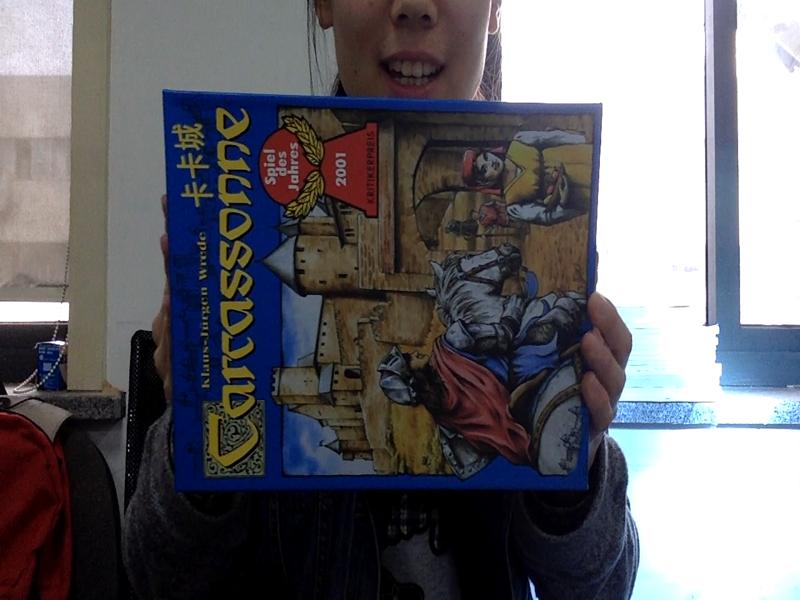 卡卡城
Klaus-Jürgen Wrede
Carcassonne
Spiel
des
Jahres
2001
KRITIKERPREIS